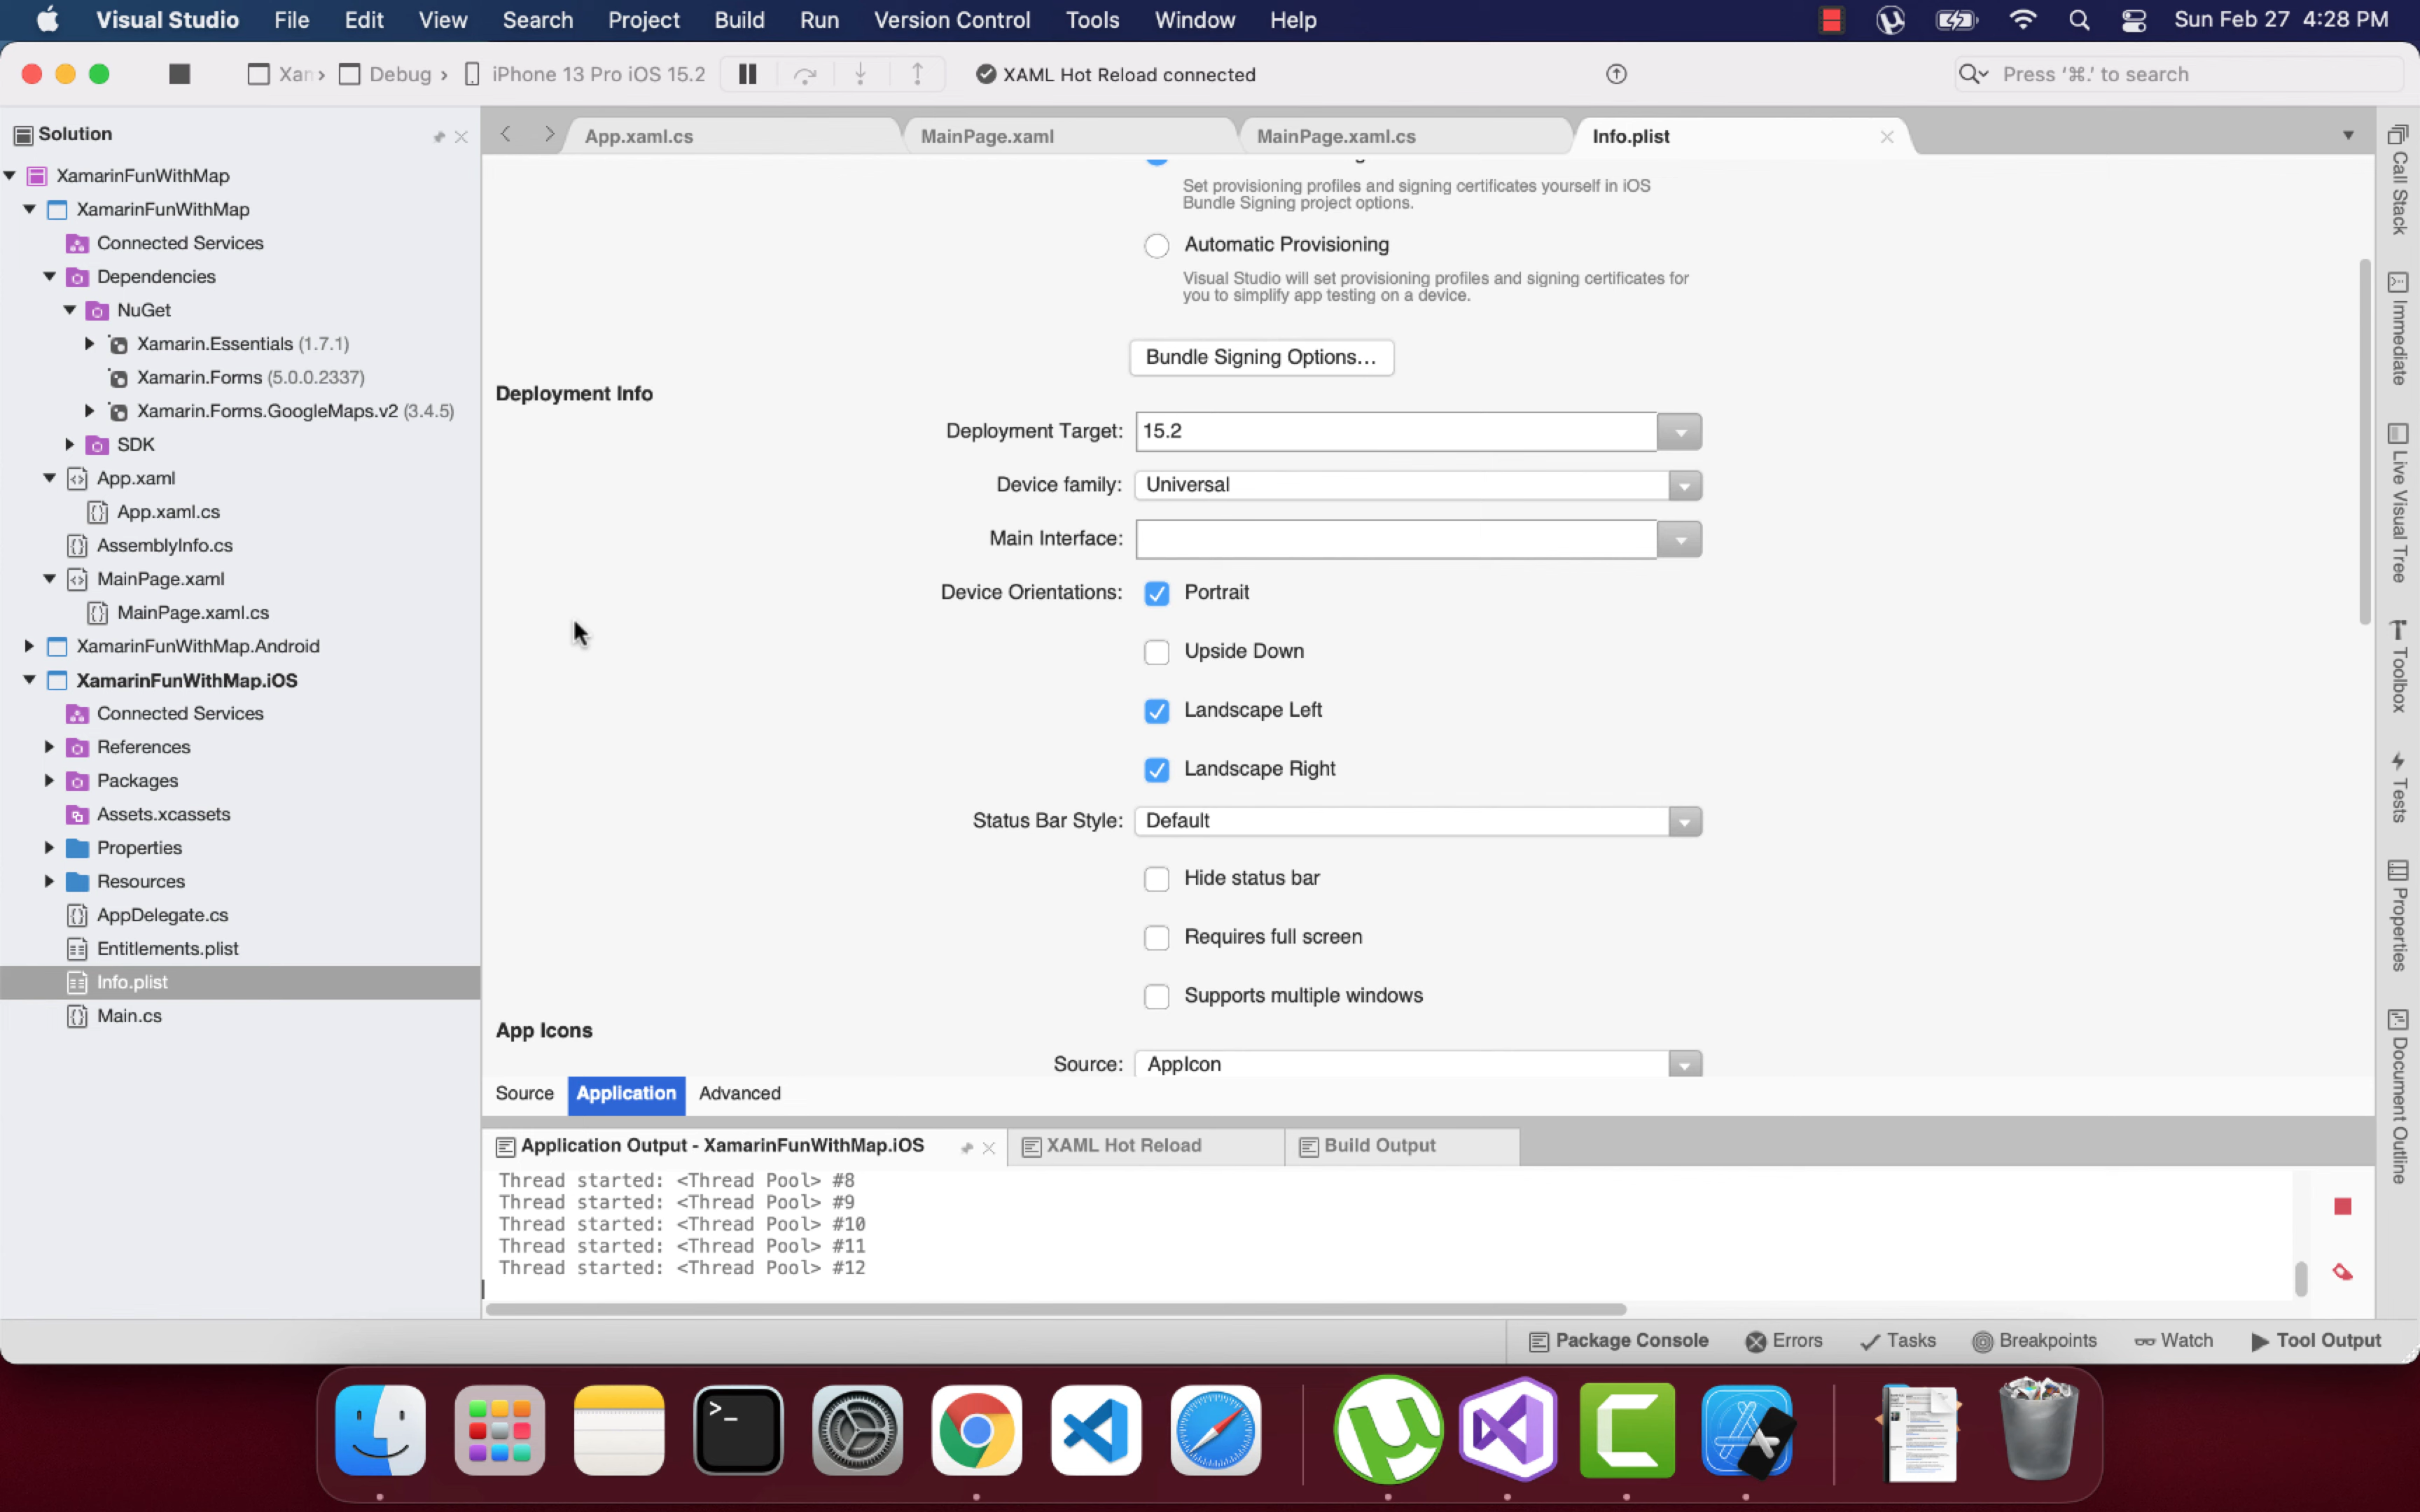 Visual Studio File Edit View Search Project Build Run Version Control Tools Window Help Sun Feb 27 4:28 PM
Xan › Debug › iPhone 13 Pro iOS 15.2 XAML Hot Reload connected Press ‘⌘.’ to search
Solution
App.xaml.cs MainPage.xaml MainPage.xaml.cs Info.plist
XamarinFunWithMap
XamarinFunWithMap
Connected Services
Dependencies
NuGet
Xamarin.Essentials (1.7.1)
Xamarin.Forms (5.0.0.2337)
Xamarin.Forms.GoogleMaps.v2 (3.4.5)
SDK
App.xaml
App.xaml.cs
AssemblyInfo.cs
MainPage.xaml
MainPage.xaml.cs
XamarinFunWithMap.Android
XamarinFunWithMap.iOS
Connected Services
References
Packages
Assets.xcassets
Properties
Resources
AppDelegate.cs
Entitlements.plist
Info.plist
Main.cs
Set provisioning profiles and signing certificates yourself in iOS
Bundle Signing project options.
Automatic Provisioning
Visual Studio will set provisioning profiles and signing certificates for
you to simplify app testing on a device.
Bundle Signing Options...
Deployment Info
Deployment Target: 15.2
Device family: Universal
Main Interface:
Device Orientations: Portrait
Upside Down
Landscape Left
Landscape Right
Status Bar Style: Default
Hide status bar
Requires full screen
Supports multiple windows
App Icons
Source: AppIcon
Source Application Advanced
Application Output - XamarinFunWithMap.iOS XAML Hot Reload Build Output
Thread started: <Thread Pool> #8
Thread started: <Thread Pool> #9
Thread started: <Thread Pool> #10
Thread started: <Thread Pool> #11
Thread started: <Thread Pool> #12
Package Console Errors Tasks Breakpoints Watch Tool Output
Call Stack
Immediate
Live Visual Tree
Toolbox
Tests
Properties
Document Outline